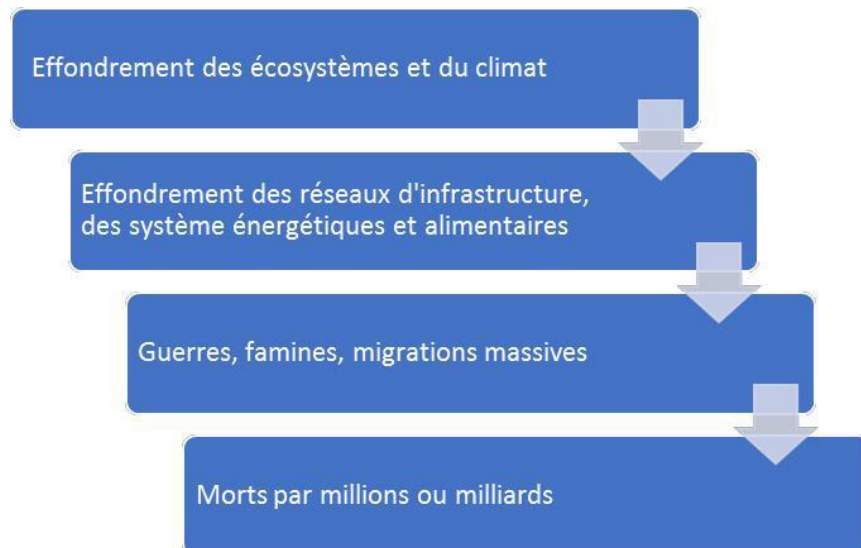 Effondrement des écosystèmes et du climat
Effondrement des réseaux d'infrastructure,
des système énergétiques et alimentaires
Guerres, famines, migrations massives
Morts par millions ou milliards